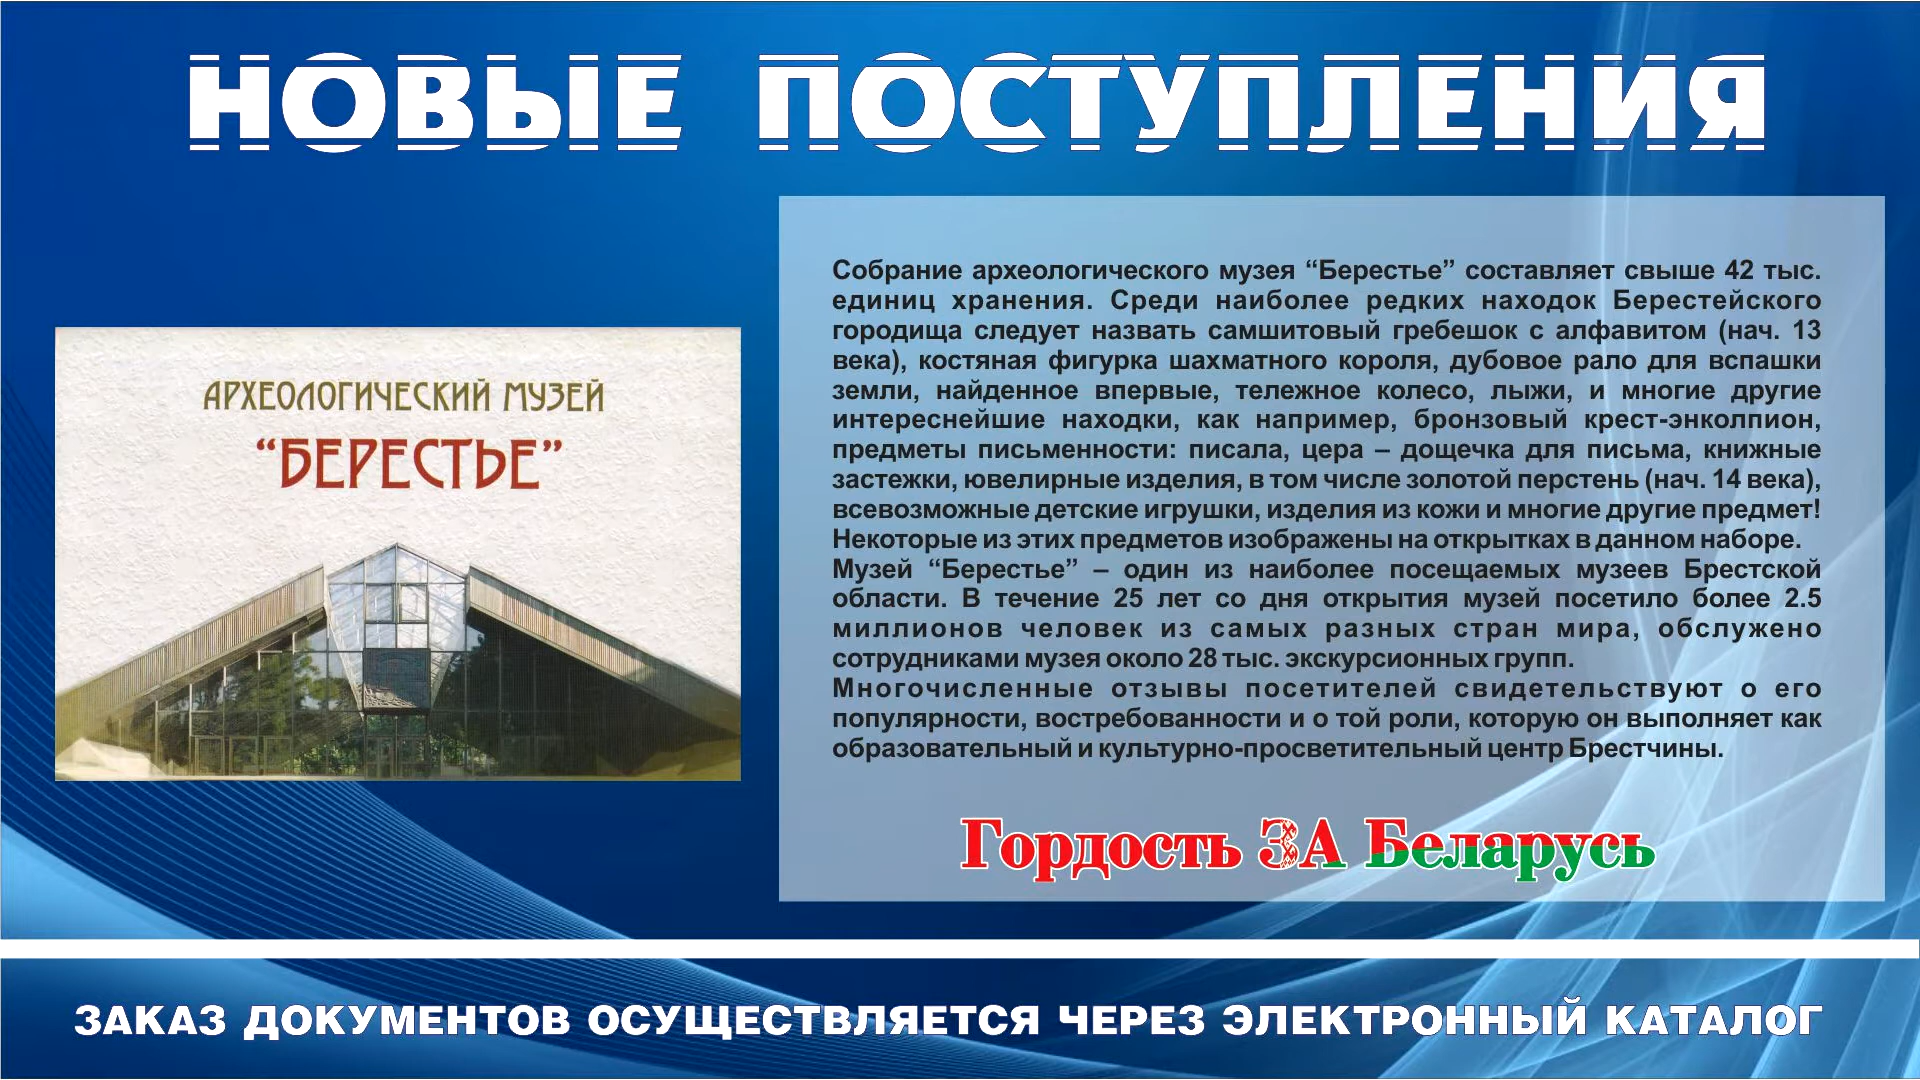 НОВЫЕ ПОСТУПЛЕНИЯ
АРХЕОЛОГИЧЕСКИЙ МУЗЕЙ
“БЕРЕСТЬЕ”
Собрание археологического музея “Берестье” составляет свыше 42 тыс.
единиц хранения. Среди наиболее редких находок Берестейского
городища следует назвать самшитовый гребешок с алфавитом (нач. 13
века), костяная фигурка шахматного короля, дубовое рало для вспашки
земли, найденное впервые, тележное колесо, лыжи, и многие другие
интереснейшие находки, как например, бронзовый крест-энколпион,
предметы письменности: писала, цера – дощечка для письма, книжные
застежки, ювелирные изделия, в том числе золотой перстень (нач. 14 века),
всевозможные детские игрушки, изделия из кожи и многие другие предмет!
Некоторые из этих предметов изображены на открытках в данном наборе.
Музей “Берестье” – один из наиболее посещаемых музеев Брестской
области. В течение 25 лет со дня открытия музей посетило более 2.5
миллионов человек из самых разных стран мира, обслужено
сотрудниками музея около 28 тыс. экскурсионных групп.
Многочисленные отзывы посетителей свидетельствуют о его
популярности, востребованности и о той роли, которую он выполняет как
образовательный и культурно-просветительный центр Брестчины.
Гордость ЗА Беларусь
ЗАКАЗ ДОКУМЕНТОВ ОСУЩЕСТВЛЯЕТСЯ ЧЕРЕЗ ЭЛЕКТРОННЫЙ КАТАЛОГ